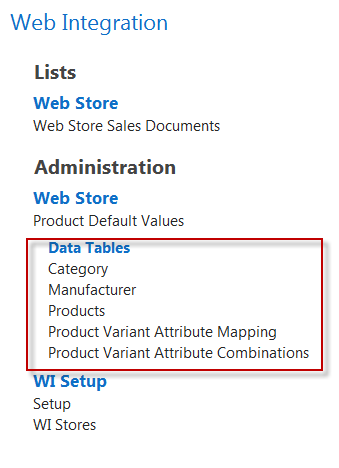 Web Integration
Lists
Web Store
Web Store Sales Documents
Administration
Web Store
Product Default Values
Data Tables
Category
Manufacturer
Products
Product Variant Attribute Mapping
Product Variant Attribute Combinations
WI Setup
Setup
WI Stores